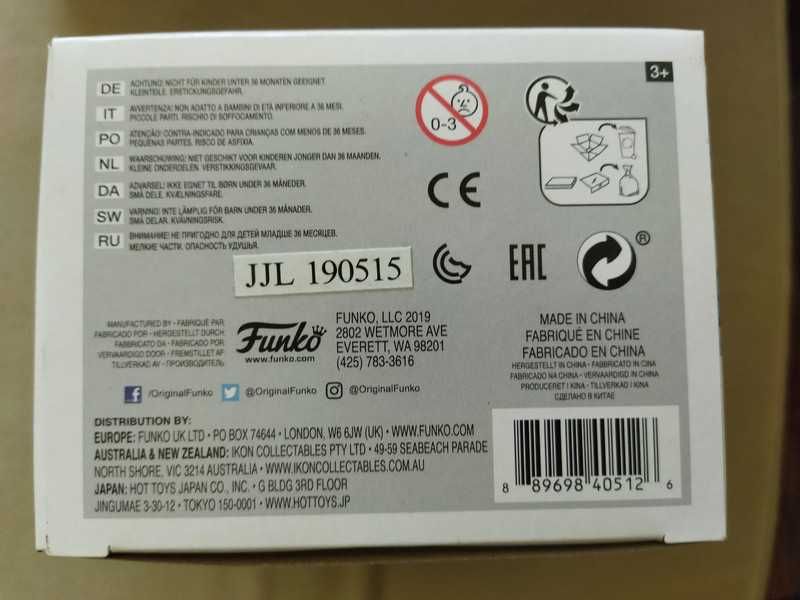 3+
DE ACHTUNG! NICHT FÜR KINDER UNTER 36 MONATEN GEEIGNET.
KLEINTEILE. ERSTICKUNGSGEFAHR.
IT AVVERTENZA: NON ADATTO A BAMBINI DI ETÀ INFERIORE A 36 MESI.
PICCOLE PARTI. RISCHIO DI SOFFOCAMENTO.
PO ATENÇÃO: CONTRA-INDICADO PARA CRIANÇAS COM MENOS DE 36 MESES.
PEQUENAS PARTES. RISCO DE ASFIXIA.
NL WAARSCHUWING: NIET GESCHIKT VOOR KINDEREN JONGER DAN 36 MAANDEN.
KLEINE ONDERDELEN. VERSTIKKINGSGEVAAR.
DA ADVARSEL! IKKE EGNET TIL BØRN UNDER 36 MÅNEDER.
SMÅ DELE. KVÆLNINGSFARE.
SW VARNING! INTE LÄMPLIG FÖR BARN UNDER 36 MÅNADER.
SMÅ DELAR. KVÄVNINGSRISK.
RU ВНИМАНИЕ! НЕ ПРИГОДНО ДЛЯ ДЕТЕЙ МЛАДШЕ 36 МЕСЯЦЕВ.
МЕЛКИЕ ЧАСТИ. ОПАСНОСТЬ УДУШЬЯ.
0-3
CE
JJL 190515
EAC
®
MANUFACTURED BY • FABRIQUÉ PAR
FABRICADO POR • HERGESTELLT DURCH
FABBRICATO DA • FABRICADO POR
VERVAARDIGD DOOR • FREMSTILLET AF
TILLVERKAD AV • ПРОИЗВОДИТЕЛЬ
Funko
www.funko.com
FUNKO, LLC 2019
2802 WETMORE AVE
EVERETT, WA 98201
(425) 783-3616
MADE IN CHINA
FABRIQUÉ EN CHINE
FABRICADO EN CHINA
HERGESTELLT IN CHINA • FABBRICATO IN CINA
FABRICADO NA CHINA • VERVAARDIGD IN CHINA
PRODUCERET I KINA • TILLVERKAD I KINA
СДЕЛАНО В КИТАЕ
/OriginalFunko @OriginalFunko @OriginalFunko
DISTRIBUTION BY:
EUROPE: FUNKO UK LTD • PO BOX 74644 • LONDON, W6 6JW (UK) • WWW.FUNKO.COM
AUSTRALIA & NEW ZEALAND: IKON COLLECTABLES PTY LTD • 49-59 SEABEACH PARADE
NORTH SHORE, VIC 3214 AUSTRALIA • WWW.IKONCOLLECTABLES.COM.AU
JAPAN: HOT TOYS JAPAN CO., INC. • G BLDG 3RD FLOOR
JINGUMAE 3-30-12 • TOKYO 150-0001 • WWW.HOTTOYS.JP
8 89698 40512 6